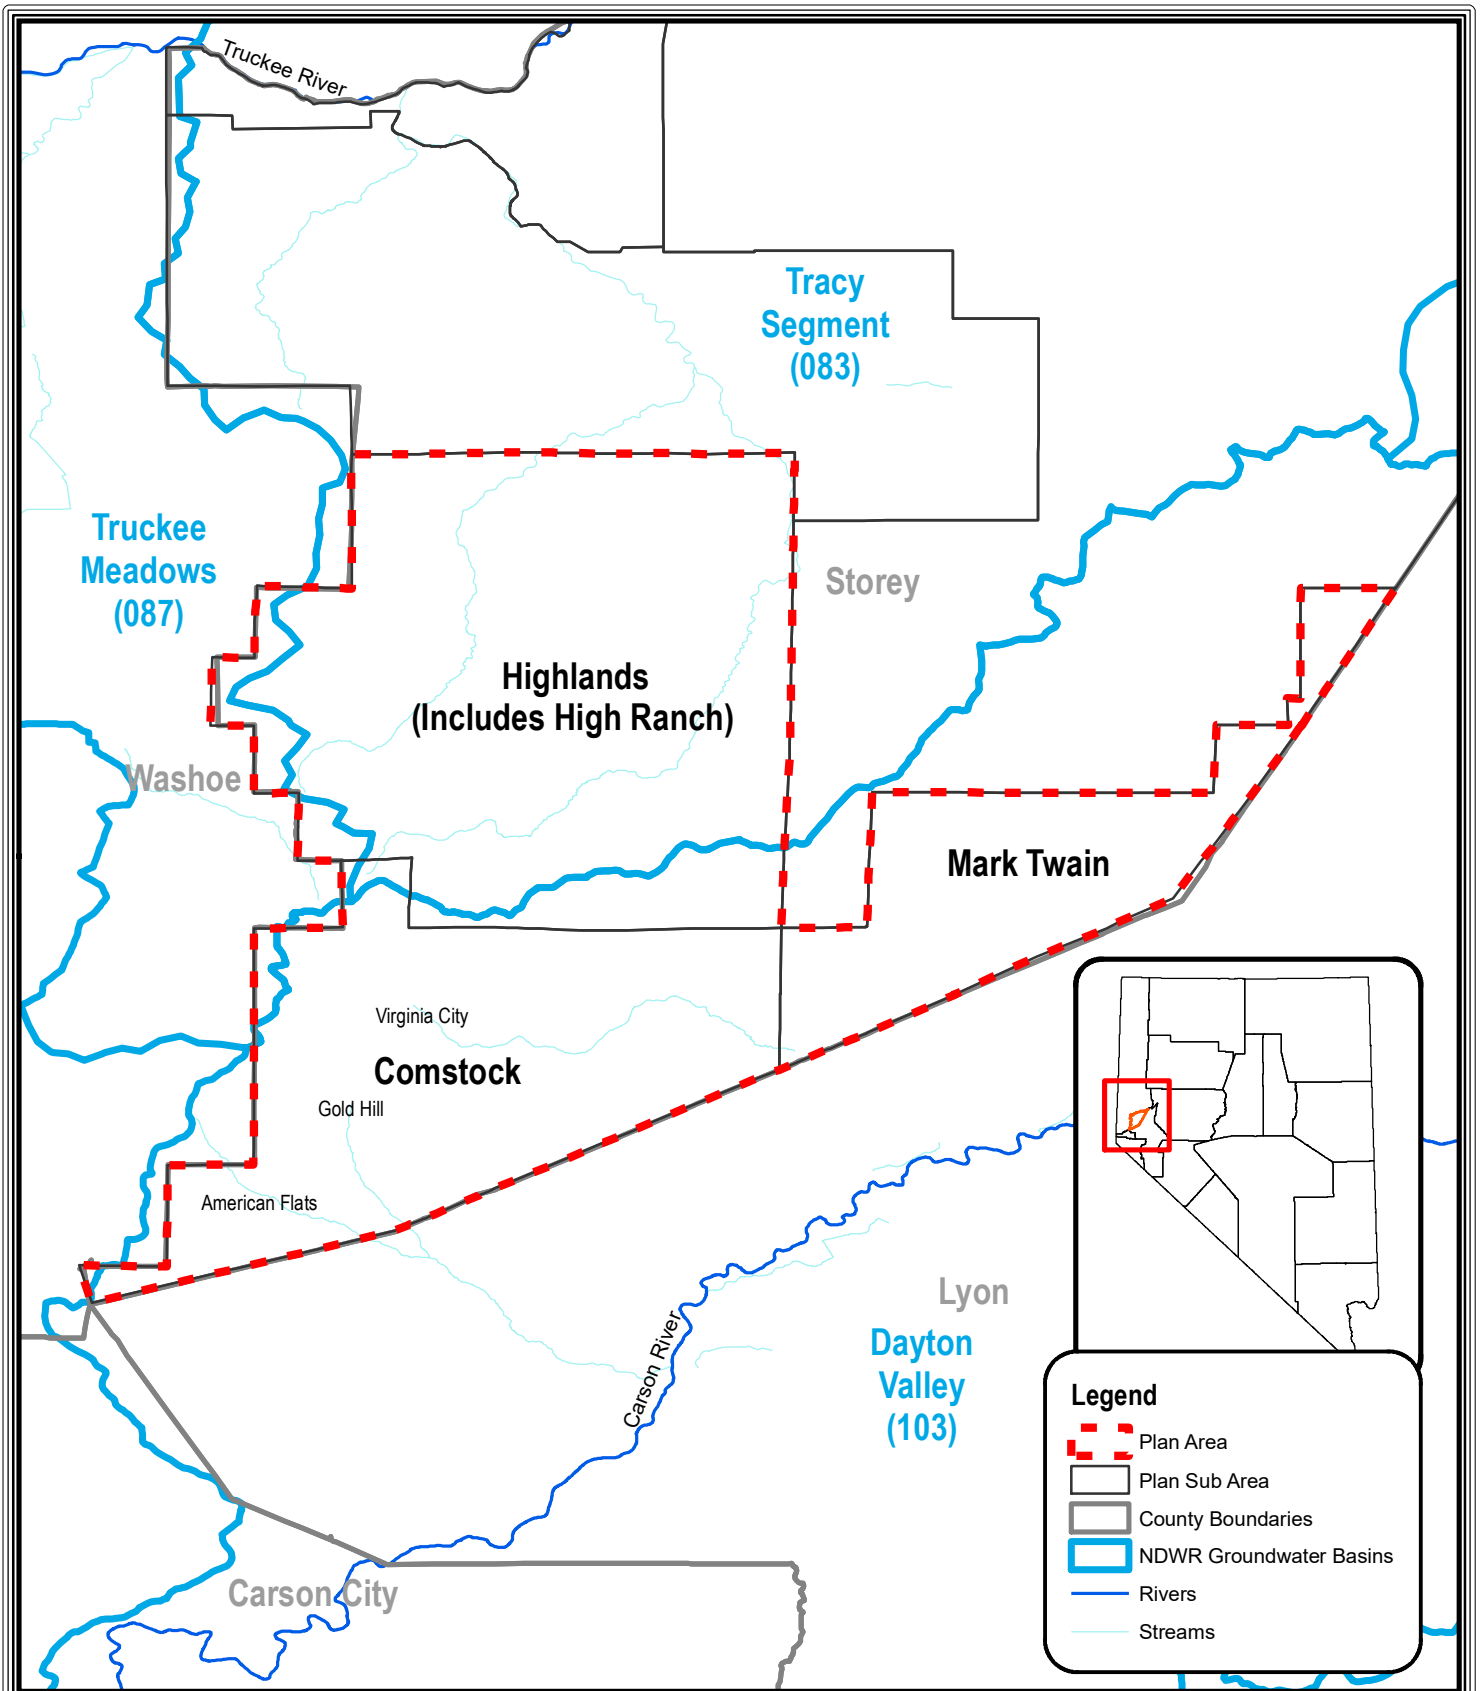 Truckee River
Tracy
Segment
(083)
Truckee
Meadows
(087)
Storey
Highlands
(Includes High Ranch)
Washoe
Mark Twain
Virginia City
Comstock
Gold Hill
American Flats
Lyon
Carson River
Dayton
Valley
(103)
Carson City
Legend
Plan Area
Plan Sub Area
County Boundaries
NDWR Groundwater Basins
Rivers
Streams